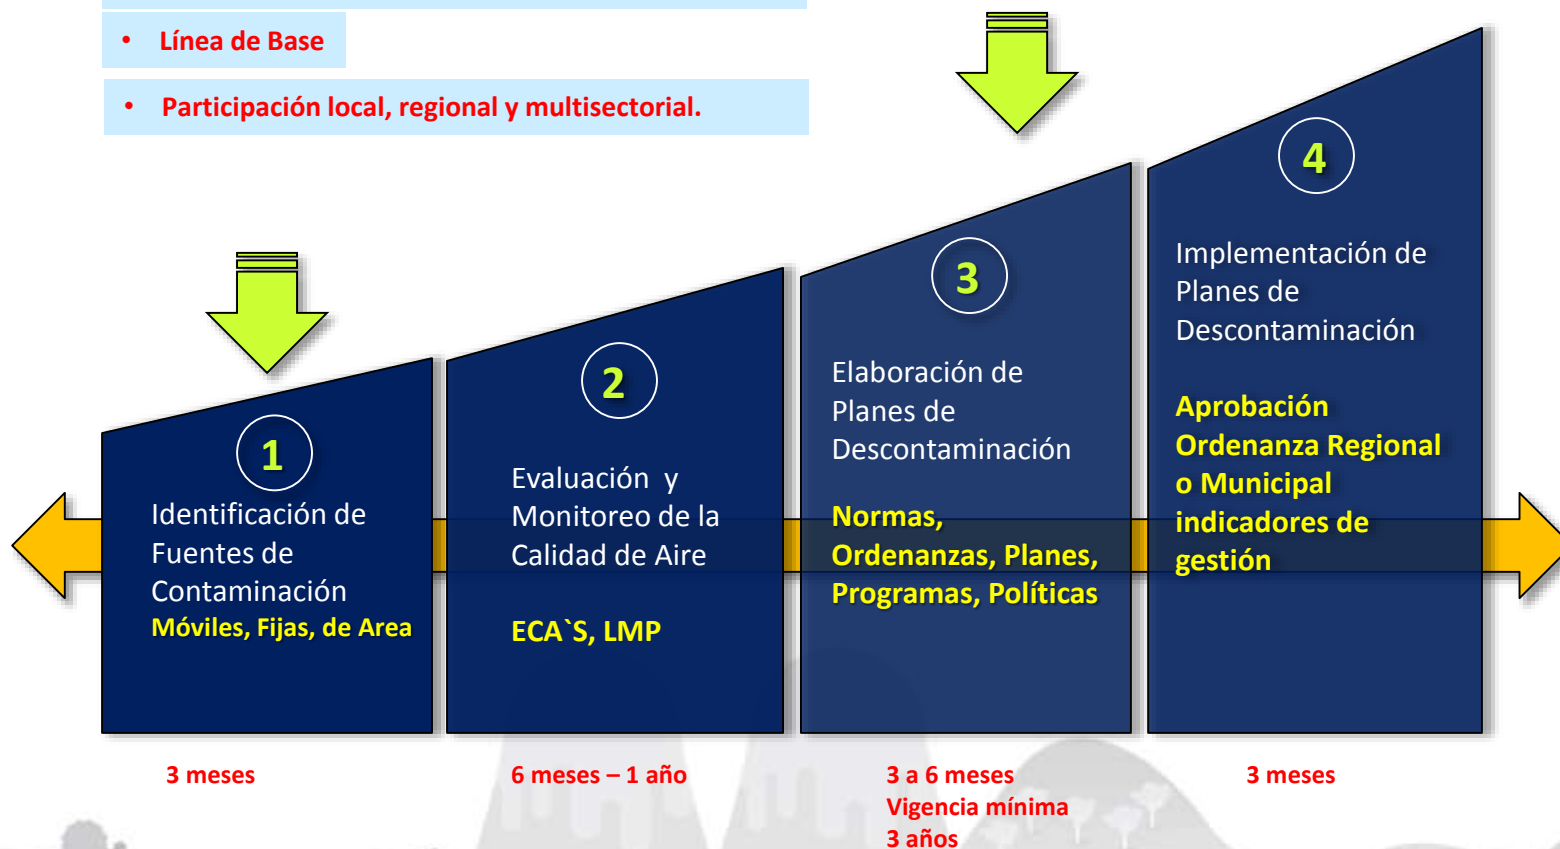 • Línea de Base
• Participación local, regional y multisectorial.
1
Identificación de
Fuentes de
Contaminación
Móviles, Fijas, de Area
3 meses
2
Evaluación y
Monitoreo de la
Calidad de Aire
ECA`S, LMP
6 meses – 1 año
3
Elaboración de
Planes de
Descontaminación
Normas,
Ordenanzas, Planes,
Programas, Políticas
3 a 6 meses
Vigencia mínima
3 años
4
Implementación de
Planes de
Descontaminación
Aprobación
Ordenanza Regional
o Municipal
indicadores de
gestión
3 meses